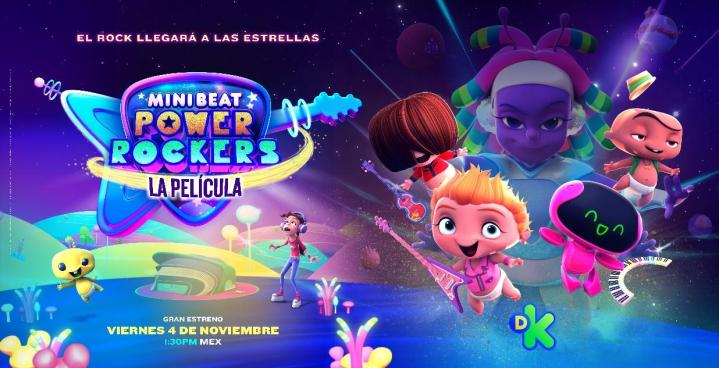 EL ROCK LLEGARÁ A LAS ESTRELLAS
MINI BEAT
POWER
ROCKERS
LA PELÍCULA
GRAN ESTRENO
VIERNES 4 DE NOVIEMBRE
1:30PM MEX
DK